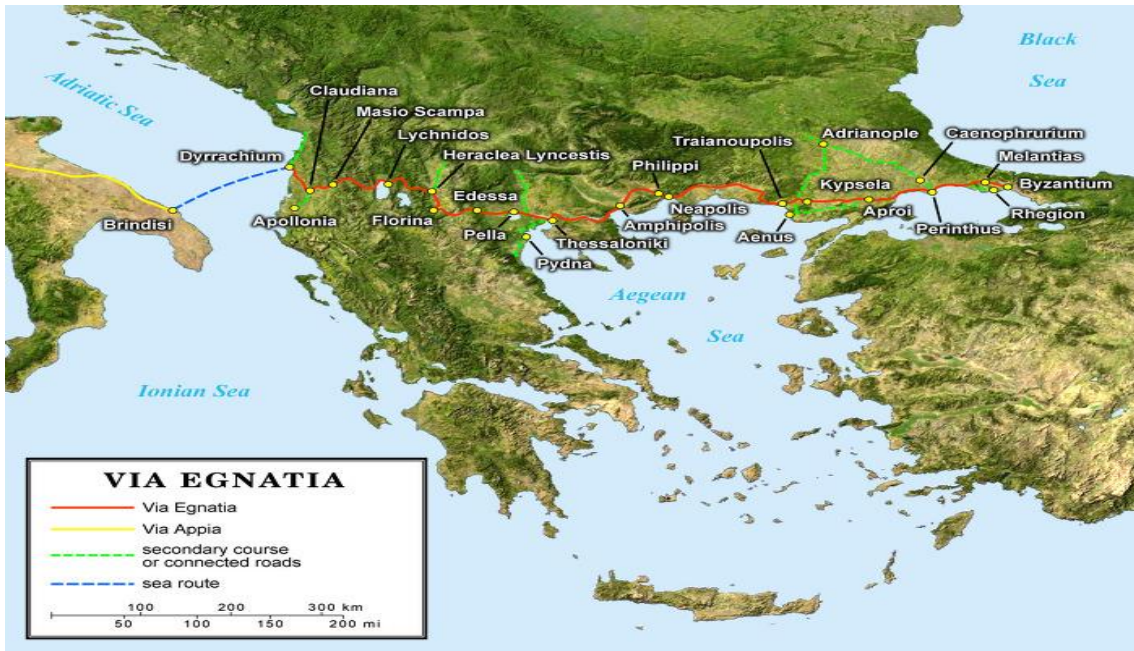 Black
Sea
Adriatic Sea
Claudiana
Masio Scampa
Lychnidos
Dyrrachium
Heraclea Lyncestis
Traianoupolis
Adrianople
Caenophrurium
Melantias
Philippi
Edessa
Kypsela
Byzantium
Brindisi
Apollonia
Florina
Neapolis
Aproi
Rhegion
Pella
Amphipolis
Aenus
Perinthus
Thessaloniki
Pydna
Aegean
Sea
Ionian Sea
VIA EGNATIA
Via Egnatia
Via Appia
secondary course
or connected roads
sea route
100 200 300 km
50 100 150 200 mi